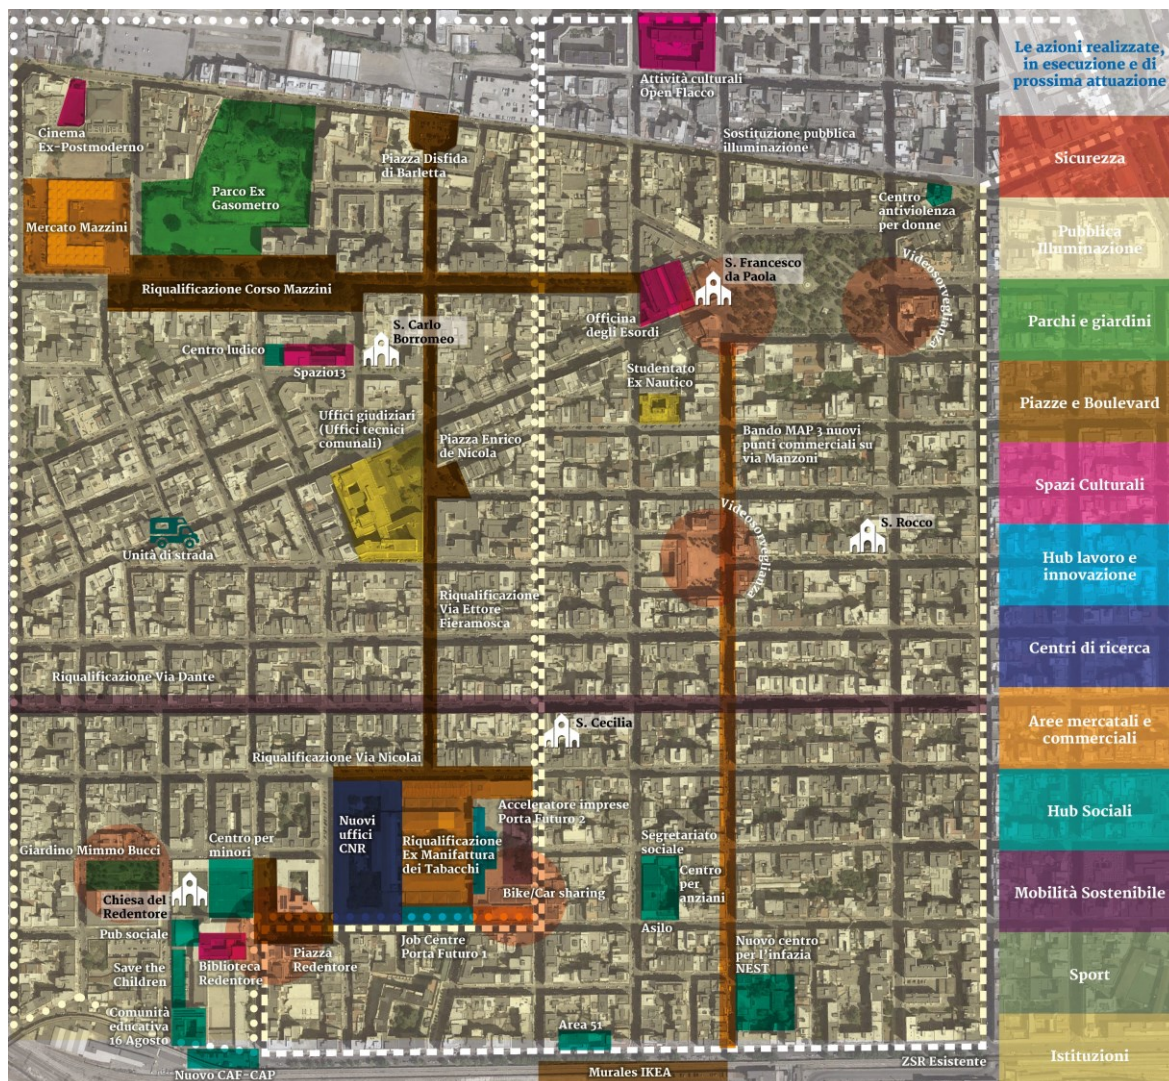 Le azioni realizzate,
in esecuzione e di
prossima attuazione
Sicurezza
Pubblica
Illuminazione
Parchi e giardini
Piazze e Boulevard
Spazi Culturali
Hub lavoro e
innovazione
Centri di ricerca
Aree mercatali e
commerciali
Hub Sociali
Mobilità Sostenibile
Sport
Istituzioni
Attività culturali
Open Flacco
Cinema
Ex-Postmoderno
Sostituzione pubblica
illuminazione
Piazza Disfida
di Barletta
Parco Ex
Gasometro
Mercato Mazzini
Centro
antiviolenza
per donne
Videosorveglianza
S. Francesco
da Paola
Riqualificazione Corso Mazzini
Officina
degli Esordi
S. Carlo
Borromeo
Centro ludico
Spazio13
Studentato
Ex Nautico
Uffici giudiziari
(Uffici tecnici
comunali)
Piazza Enrico
de Nicola
Bando MAP 3 nuovi
punti commerciali su
via Manzoni
Videosorveglianza
S. Rocco
Unità di strada
Riqualificazione
Via Ettore
Fieramosca
Riqualificazione Via Dante
S. Cecilia
Riqualificazione Via Nicolai
Nuovi
uffici
CNR
Riqualificazione
Ex Manifattura
dei Tabacchi
Acceleratore imprese
Porta Futuro 2
Bike/Car sharing
Segretariato
sociale
Centro
per
anziani
Asilo
Giardino Mimmo Bucci
Centro per
minori
Chiesa del
Redentore
Pub sociale
Biblioteca
Redentore
Piazza
Redentore
Job Centre
Porta Futuro 1
Nuovo centro
per l'infazia
NEST
Save the
Children
Comunità
educativa
16 Agosto
Area 51
Nuovo CAF-CAP
Murales IKEA
ZSR Esistente